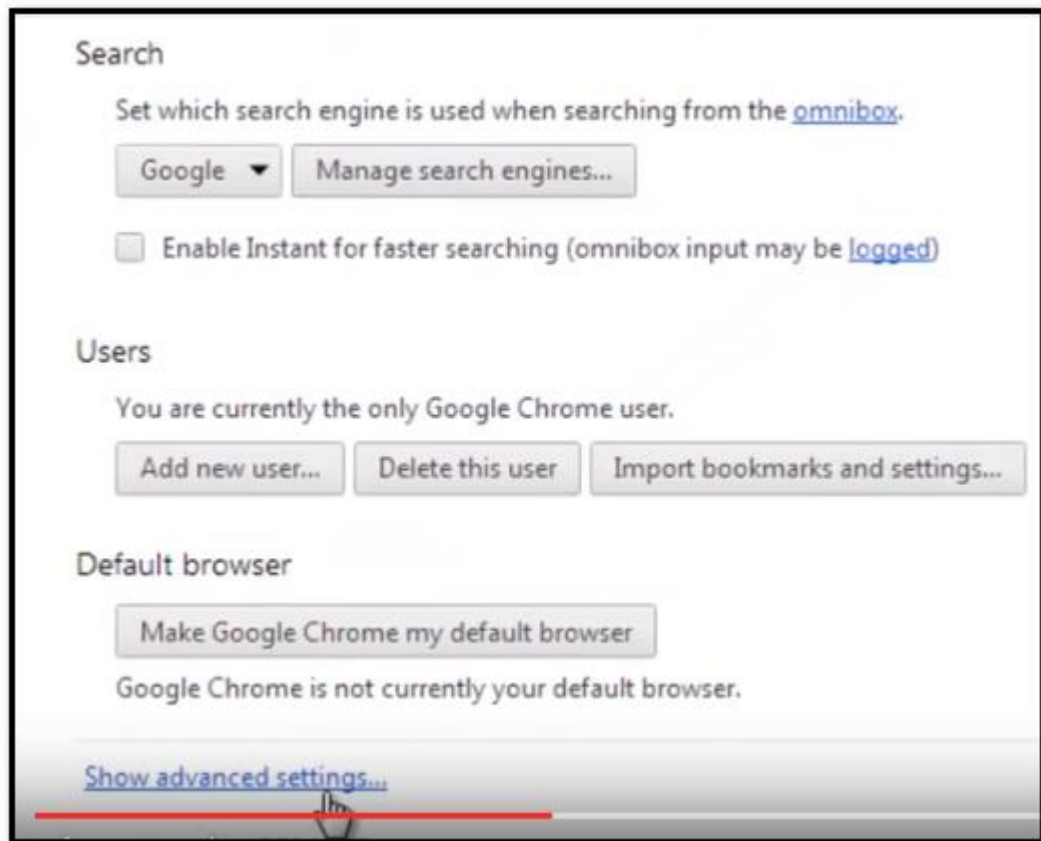 Search
Set which search engine is used when searching from the omnibox.
Google Manage search engines...
Enable Instant for faster searching (omnibox input may be logged)
Users
You are currently the only Google Chrome user.
Add new user... Delete this user Import bookmarks and settings...
Default browser
Make Google Chrome my default browser
Google Chrome is not currently your default browser.
Show advanced settings...